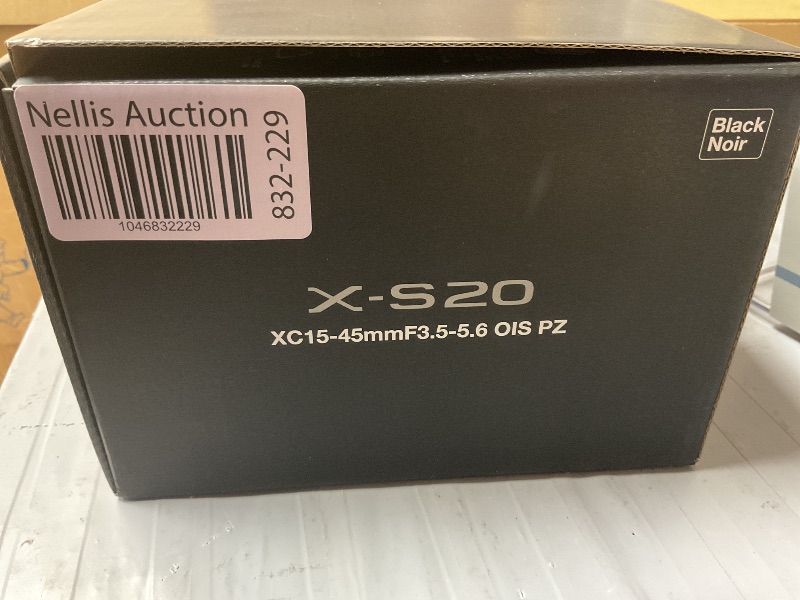 Nellis Auction
832-229
1046832229
Black
Noir
X-S20
XC15-45mmF3.5-5.6 OIS PZ